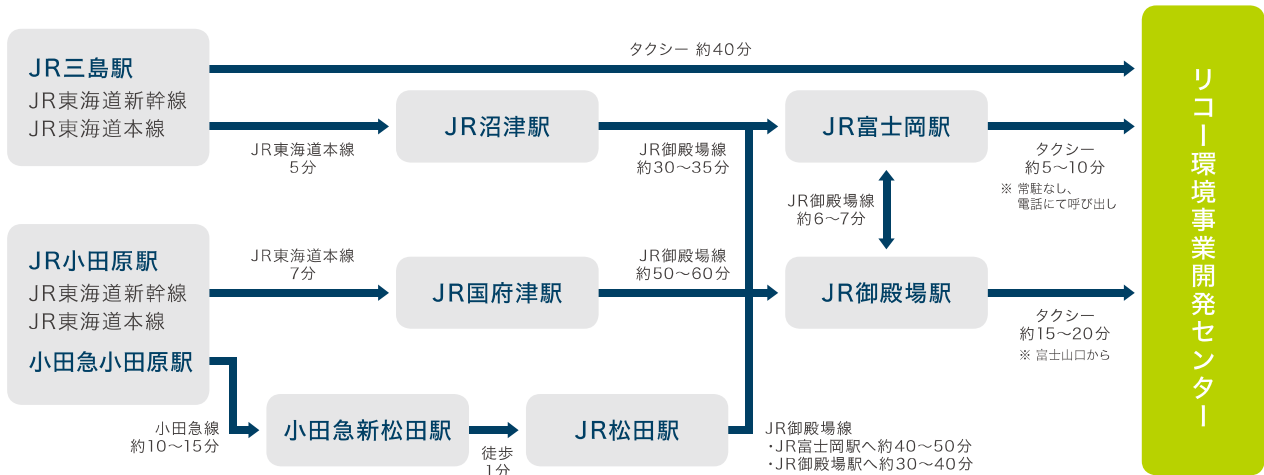 タクシー 約40分
JR三島駅
JR東海道新幹線
JR東海道本線
JR東海道本線
5分
JR沼津駅
JR御殿場線
約30〜35分
JR富士岡駅
タクシー
約5〜10分
※ 常駐なし、
電話にて呼び出し
JR御殿場線
約6〜7分
JR小田原駅
JR東海道新幹線
JR東海道本線
小田急小田原駅
JR東海道本線
7分
JR国府津駅
JR御殿場線
約50〜60分
JR御殿場駅
タクシー
約15〜20分
※ 富士山口から
小田急線
約10〜15分
小田急新松田駅
徒歩
1分
JR松田駅
JR御殿場線
・JR富士岡駅へ約40〜50分
・JR御殿場駅へ約30〜40分
リコー環境事業開発センター